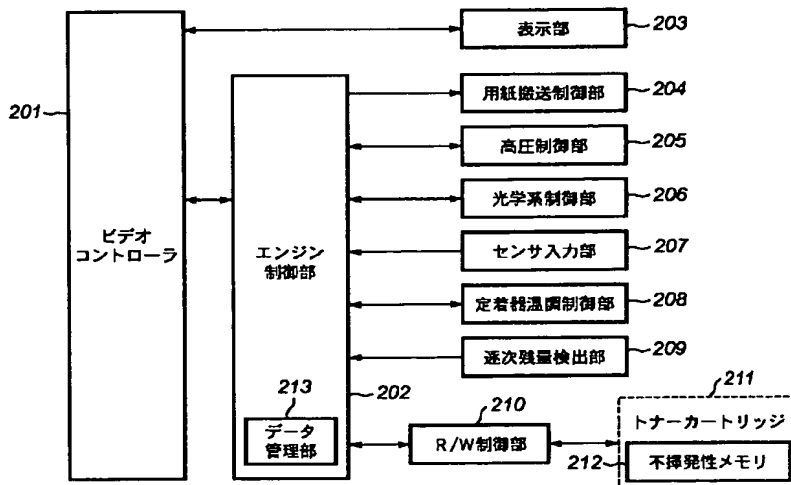 表示部
203
用紙搬送制御部
204
201
高圧制御部
205
光学系制御部
206
ビデオ
コントローラ
エンジン
制御部
センサ入力部
207
定着器温調制御部
208
逐次残量検出部
209
213
202
210
211
データ
管理部
R/W制御部
トナーカートリッジ
212
不揮発性メモリ